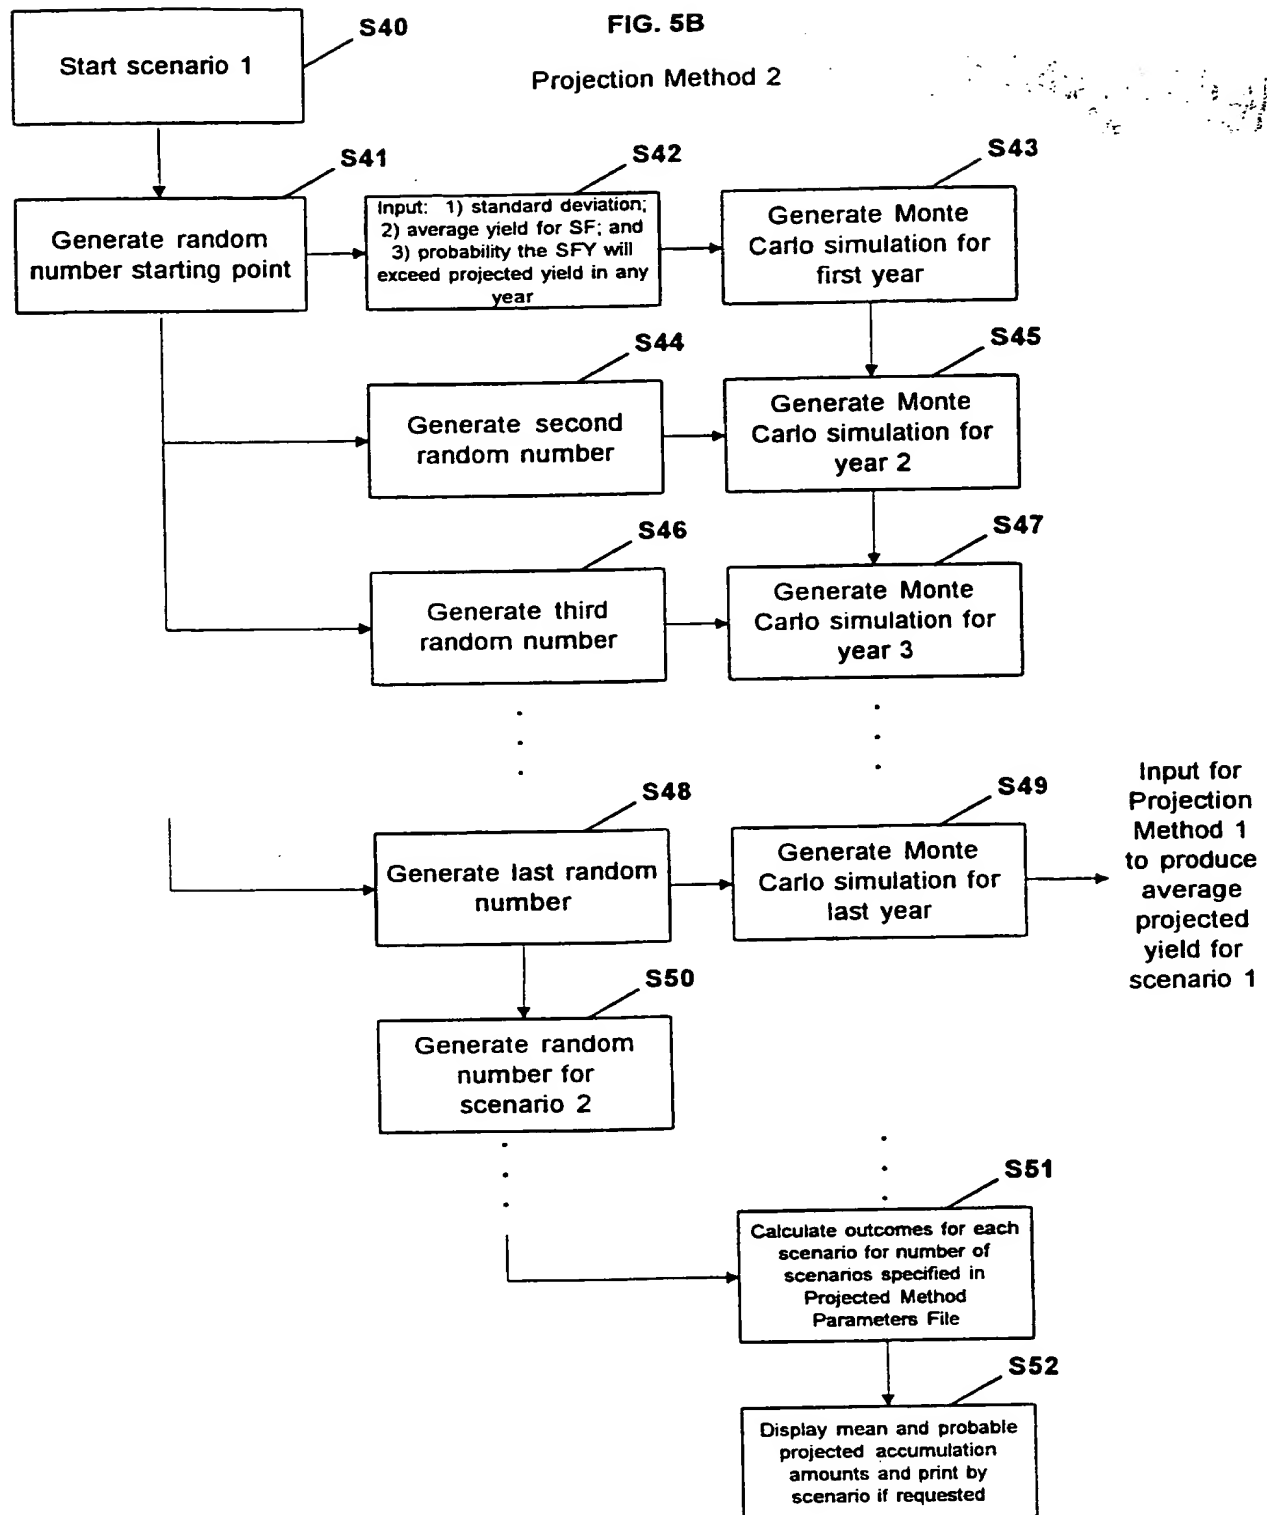 FIG. 5B
Projection Method 2
S40
Start scenario 1
S41
Generate random
number starting point
S42
Input: 1) standard deviation;
2) average yield for SF; and
3) probability the SFY will
exceed projected yield in any
year
S43
Generate Monte
Carlo simulation for
first year
S44
Generate second
random number
S45
Generate Monte
Carlo simulation for
year 2
S46
Generate third
random number
S47
Generate Monte
Carlo simulation for
year 3
S48
Generate last random
number
S49
Generate Monte
Carlo simulation for
last year
Input for
Projection
Method 1
to produce
average
projected
yield for
scenario 1
S50
Generate random
number for
scenario 2
S51
Calculate outcomes for each
scenario for number of
scenarios specified in
Projected Method
Parameters File
S52
Display mean and probable
projected accumulation
amounts and print by
scenario if requested